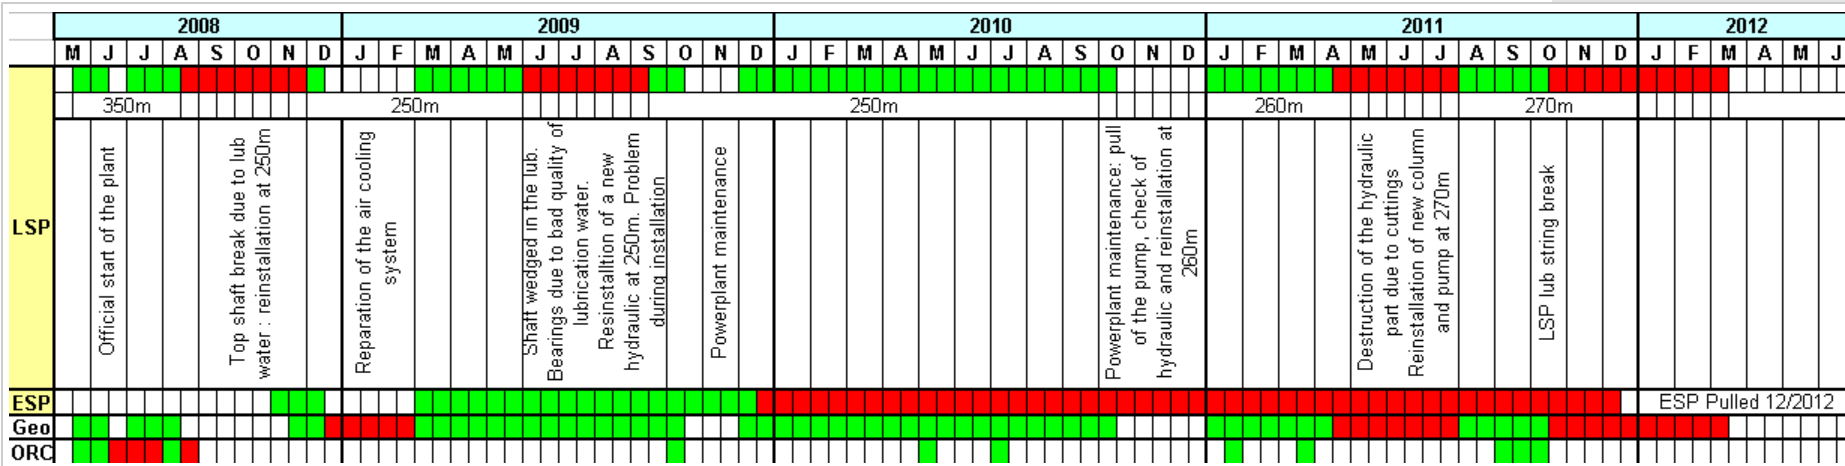 2008 2009 2010 2011 2012
M J J A S O N D J F M A M J J A S O N D J F M A M J J A S O N D J F M A M J J A S O N D J F M A M J
LSP
350m 250m 250m 260m 270m
Official start of the plant
Top shaft break due to lub
water : reinstallation at 250m
Reparation of the air cooling
system
Shaft wedged in the lub.
Bearings due to bad quality of
lubrication water.
Resinstalltion of a new
hydraulic at 250m. Problem
during installation
Powerplant maintenance
Powerplant maintenance: pull
of the pump, check of
hydraulic and reinstallation at
260m
Destruction of the hydraulic
part due to cuttings
Reinstallation of new column
and pump at 270m
LSP lub string break
ESP
ESP Pulled 12/2012
Geo
ORC